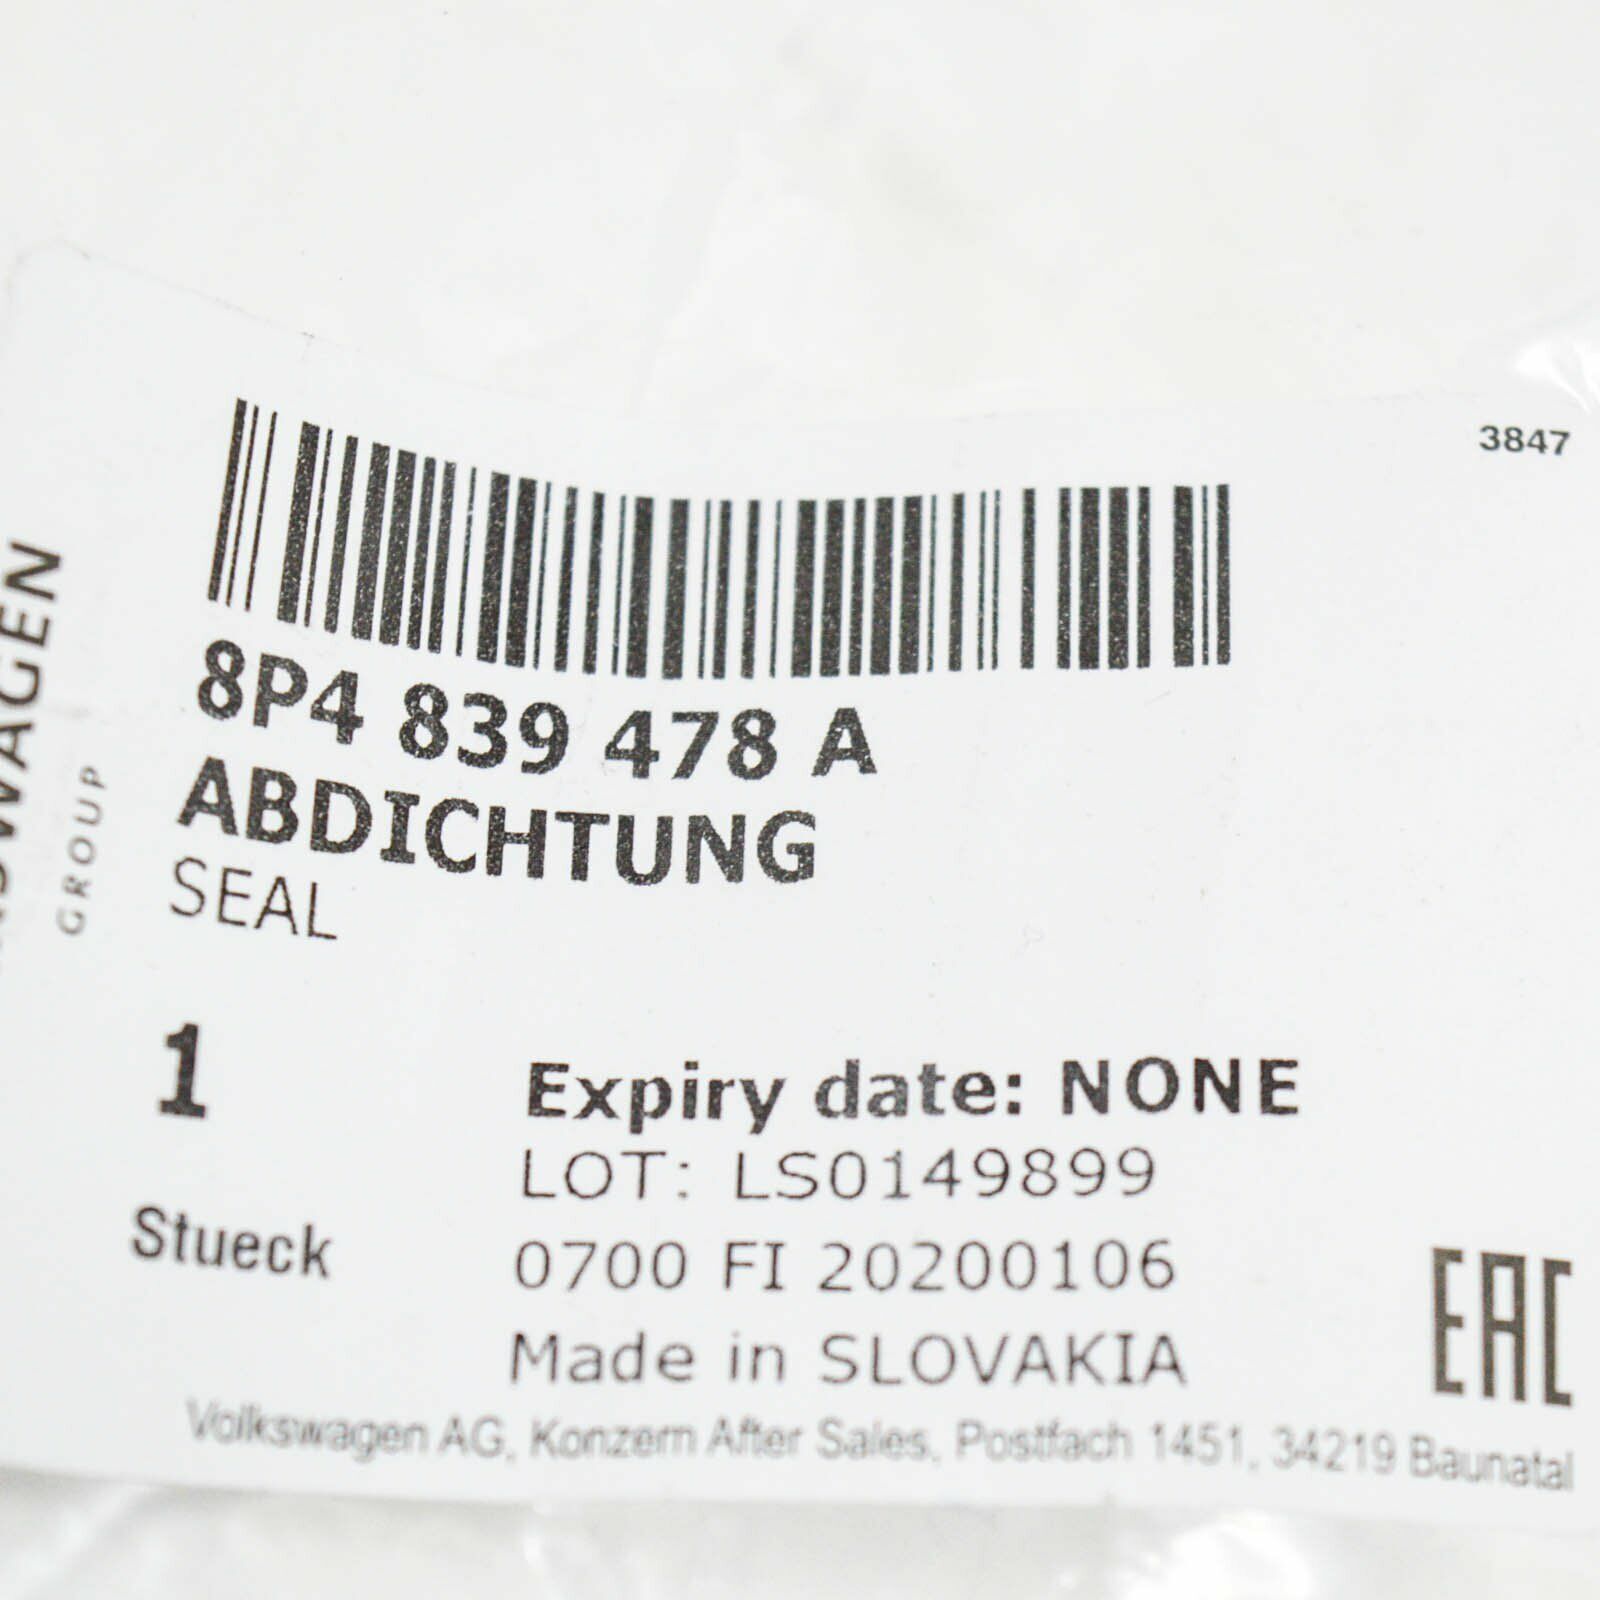 3847
8P4 839 478 A
ABDICHTUNG
SEAL
GROUP
1
Stueck
Expiry date: NONE
LOT: LS0149899
0700 FI 20200106
Made in SLOVAKIA
EAC
Volkswagen AG, Konzern After Sales, Postfach 1451, 34219 Baunatal